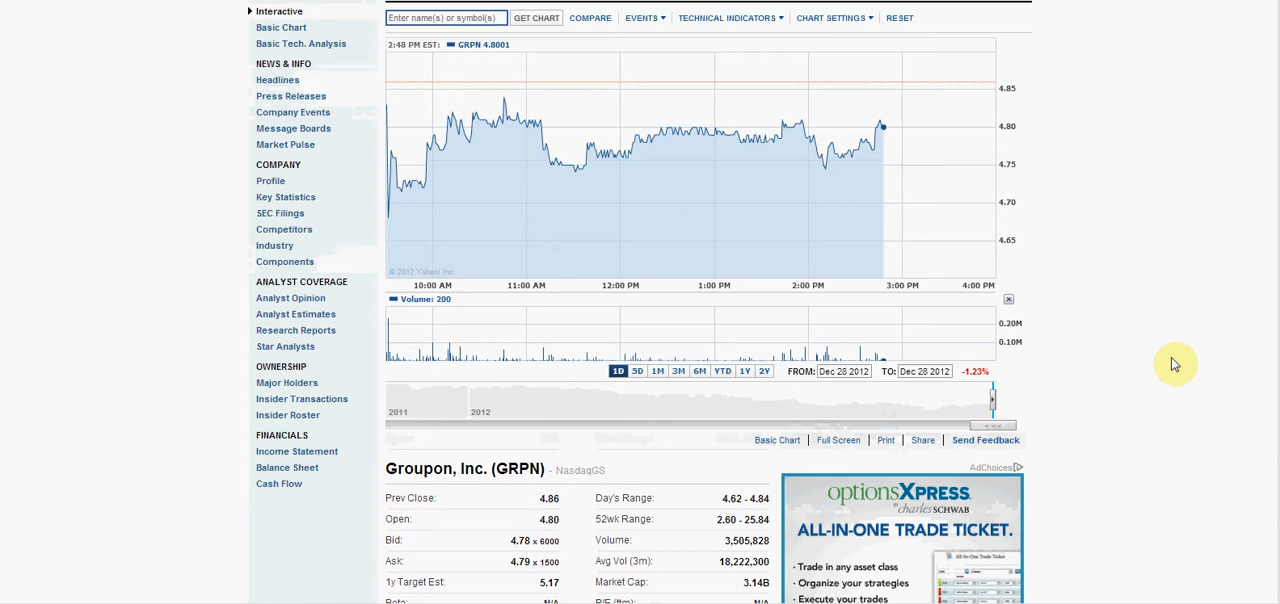 Interactive
Basic Chart
Basic Tech. Analysis
NEWS & INFO
Headlines
Press Releases
Company Events
Message Boards
Market Pulse
COMPANY
Profile
Key Statistics
SEC Filings
Competitors
Industry
Components
ANALYST COVERAGE
Analyst Opinion
Analyst Estimates
Research Reports
Star Analysts
OWNERSHIP
Major Holders
Insider Transactions
Insider Roster
FINANCIALS
Income Statement
Balance Sheet
Cash Flow
Enter name(s) or symbol(s) GET CHART COMPARE EVENTS TECHNICAL INDICATORS CHART SETTINGS RESET
2:48 PM EST: GRPN 4.8001
4.85
4.80
4.75
4.70
4.65
© 2012 Yahoo! Inc.
10:00 AM 11:00 AM 12:00 PM 1:00 PM 2:00 PM 3:00 PM 4:00 PM
Volume: 200
0.20M
0.10M
1D 5D 1M 3M 6M YTD 1Y 2Y FROM: Dec 28 2012 TO: Dec 28 2012 -1.23%
2011 2012
Basic Chart Full Screen Print Share Send Feedback
Groupon, Inc. (GRPN) - NasdaqGS
Prev Close: 4.86 Day's Range: 4.62 - 4.84
Open: 4.80 52wk Range: 2.60 - 25.84
Bid: 4.78 x 6000 Volume: 3,505,828
Ask: 4.79 x 1500 Avg Vol (3m): 18,222,300
1y Target Est: 5.17 Market Cap: 3.14B
AdChoices
optionsXpress
BY charles SCHWAB
ALL-IN-ONE TRADE TICKET.
· Trade in any asset class
· Organize your strategies
· Execute your trades